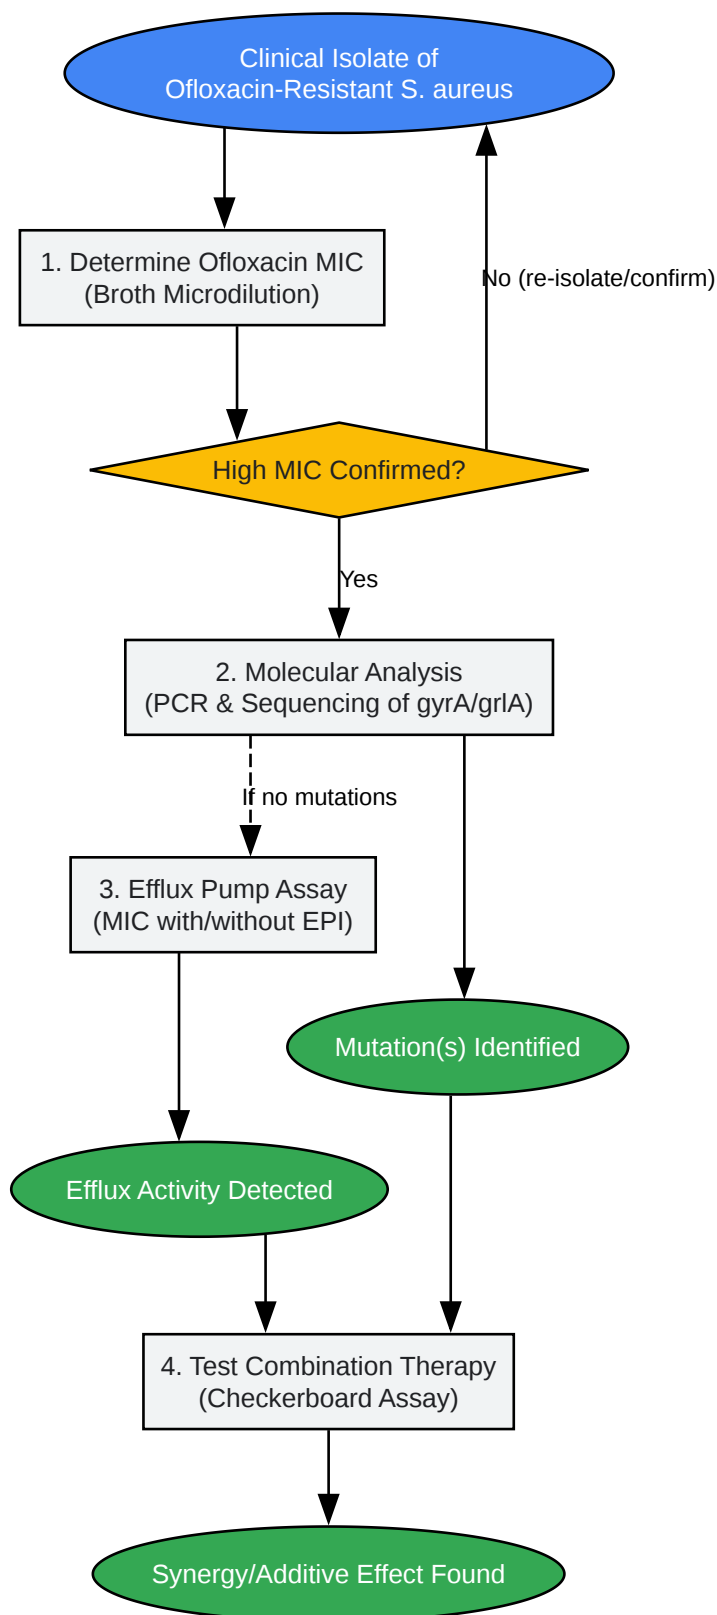 Clinical Isolate of
Ofloxacin-Resistant S. aureus
1. Determine Ofloxacin MIC
(Broth Microdilution)
No (re-isolate/confirm)
High MIC Confirmed?
Yes
2. Molecular Analysis
(PCR & Sequencing of gyrA/grlA)
If no mutations
3. Efflux Pump Assay
(MIC with/without EPI)
Mutation(s) Identified
Efflux Activity Detected
4. Test Combination Therapy
(Checkerboard Assay)
Synergy/Additive Effect Found